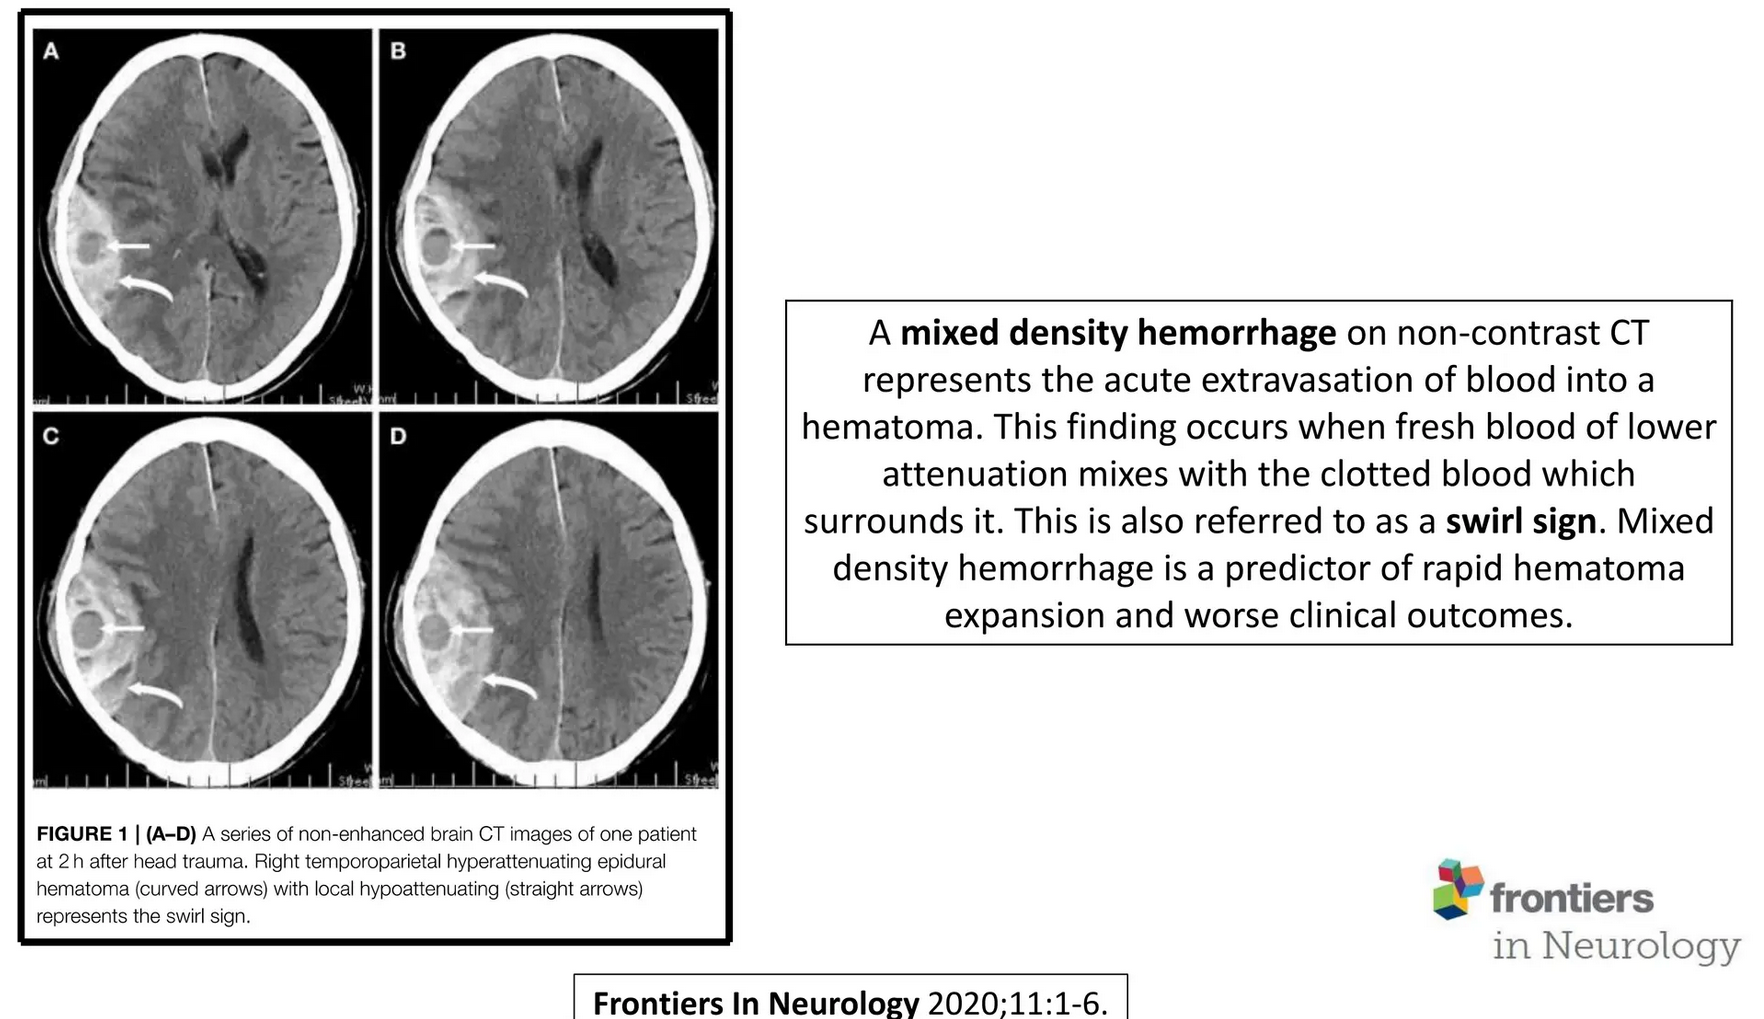 A
B
C
D
W
Street
W
Street
W
Street
W
Street
FIGURE 1 | (A–D) A series of non-enhanced brain CT images of one patient
at 2 h after head trauma. Right temporoparietal hyperattenuating epidural
hematoma (curved arrows) with local hypoattenuating (straight arrows)
represents the swirl sign.
A mixed density hemorrhage on non-contrast CT
represents the acute extravasation of blood into a
hematoma. This finding occurs when fresh blood of lower
attenuation mixes with the clotted blood which
surrounds it. This is also referred to as a swirl sign. Mixed
density hemorrhage is a predictor of rapid hematoma
expansion and worse clinical outcomes.
frontiers
in Neurology
Frontiers In Neurology 2020;11:1-6.